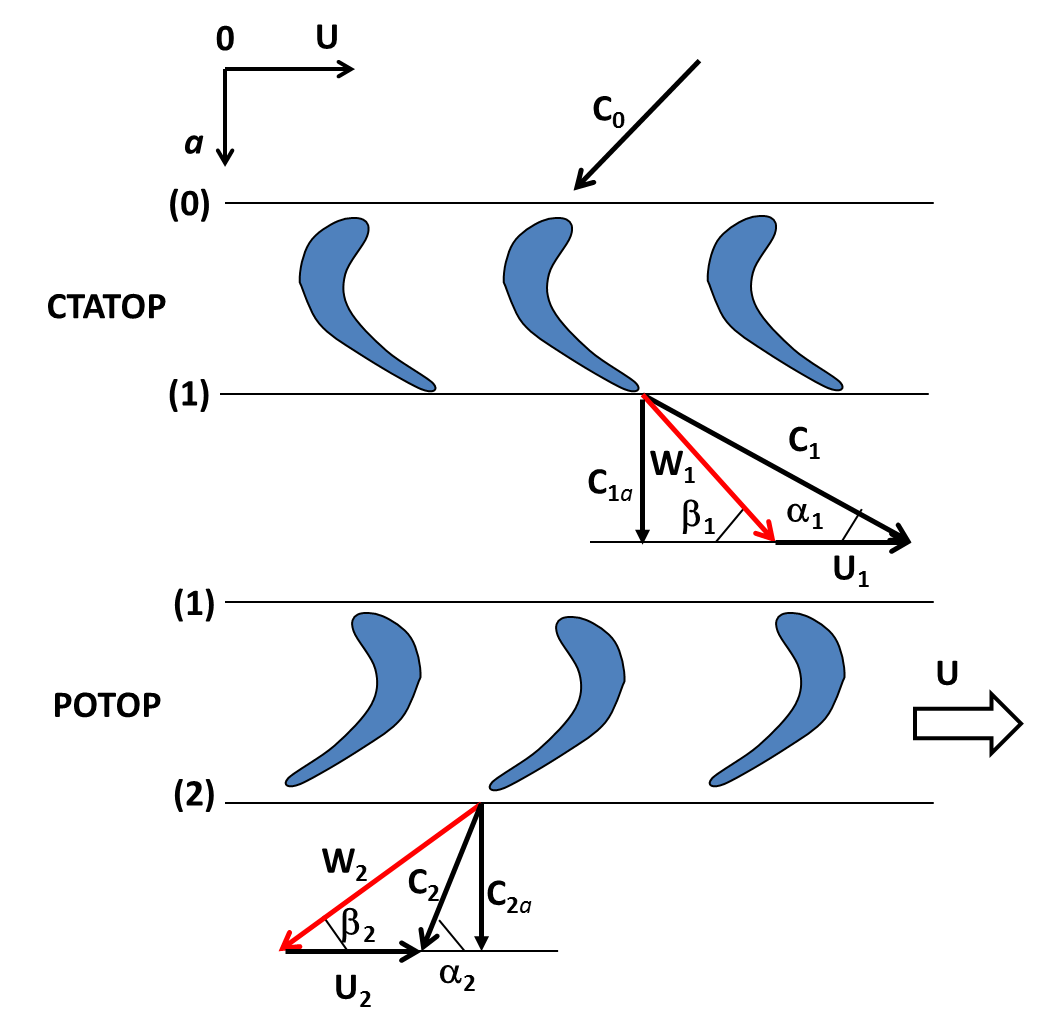 0
U
a
C₀
(0)
СТАТОР
(1)
C₁
W₁
C₁ₐ
β₁
α₁
U₁
(1)
U
РОТОР
(2)
W₂
C₂
C₂ₐ
β₂
α₂
U₂